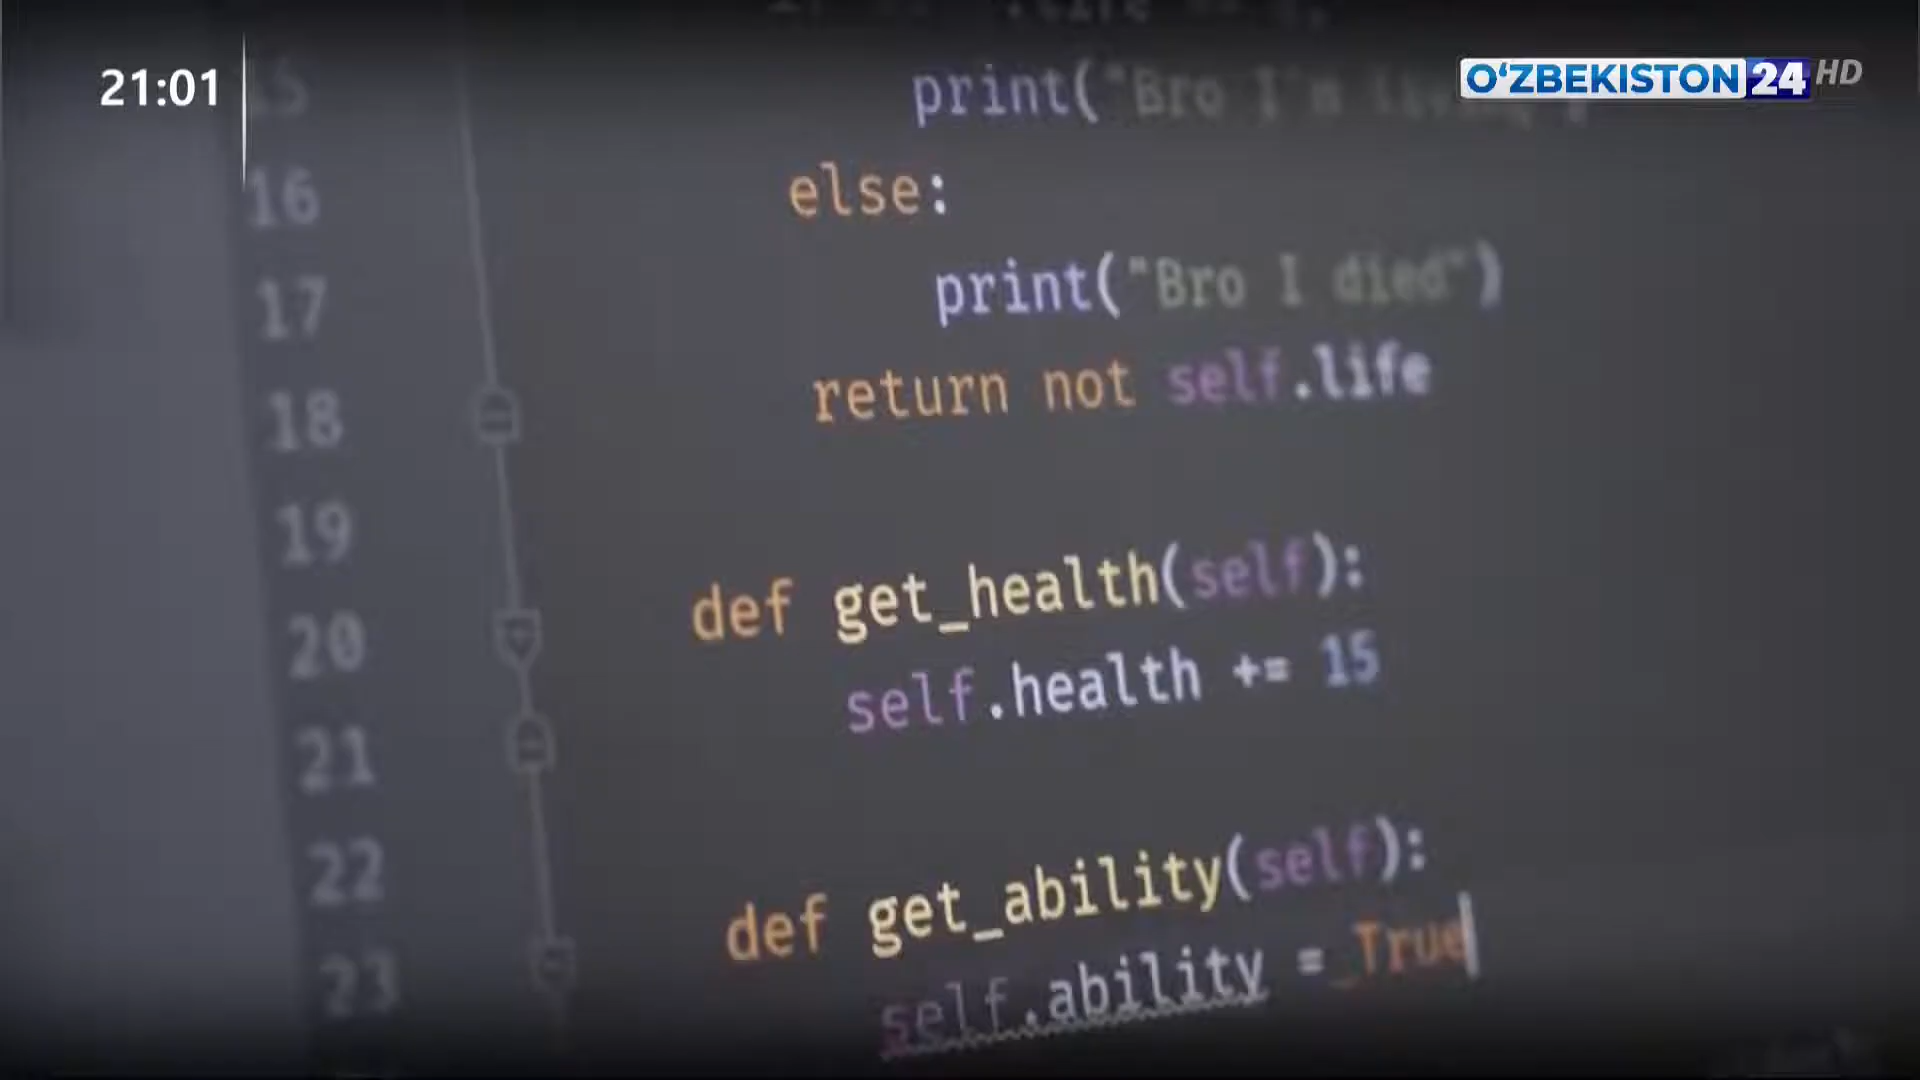 21:01
O‘ZBEKISTON 24 HD
15 print("Bro I'm
16 else:
17 print("Bro I died")
18 return not self.life
19
20 def get_health(self):
21 self.health += 15
22
23 def get_ability(self):
self.ability = True